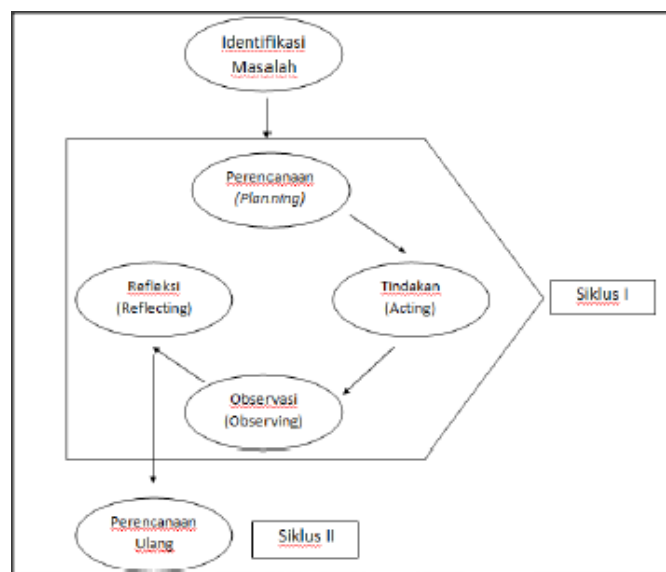 Identifikasi
Masalah
Perencanaan
(Planning)
Refleksi
(Reflecting)
Tindakan
(Acting)
Siklus I
Observasi
(Observing)
Perencanaan
Ulang
Siklus II